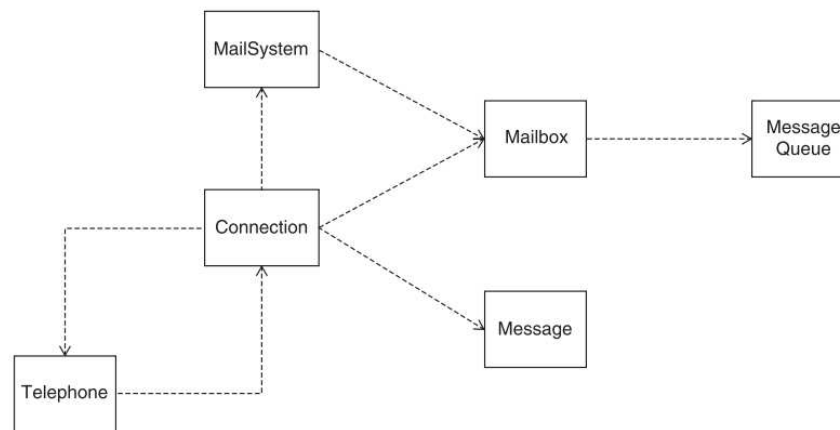 MailSystem
Mailbox
Message
Queue
Connection
Message
Telephone